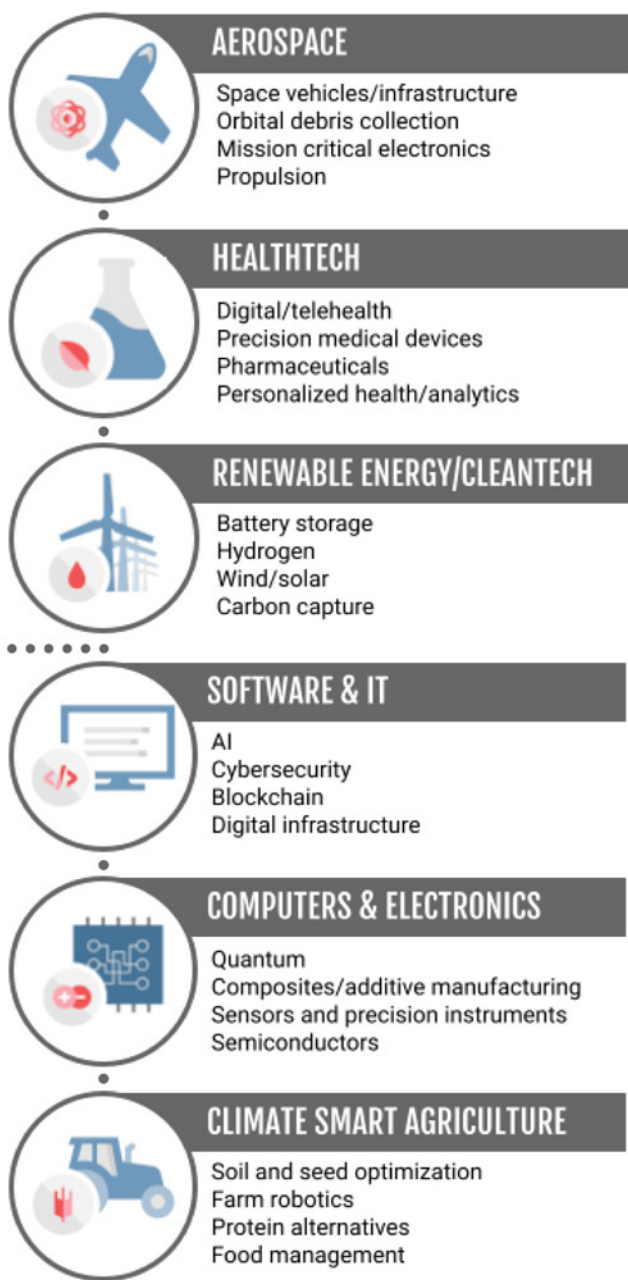 AEROSPACE
Space vehicles/infrastructure
Orbital debris collection
Mission critical electronics
Propulsion
HEALTHTECH
Digital/telehealth
Precision medical devices
Pharmaceuticals
Personalized health/analytics
RENEWABLE ENERGY/CLEANTECH
Battery storage
Hydrogen
Wind/solar
Carbon capture
SOFTWARE & IT
</>
AI
Cybersecurity
Blockchain
Digital infrastructure
COMPUTERS & ELECTRONICS
Quantum
Composites/additive manufacturing
Sensors and precision instruments
Semiconductors
CLIMATE SMART AGRICULTURE
Soil and seed optimization
Farm robotics
Protein alternatives
Food management